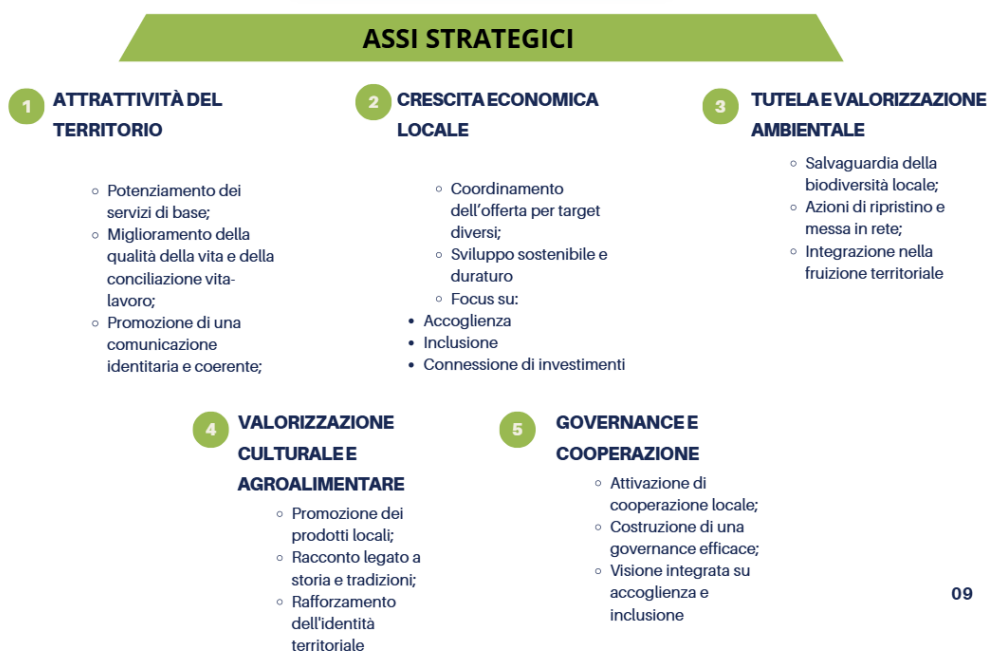 ASSI STRATEGICI
1
ATTRATTIVITÀ DEL
TERRITORIO
Potenziamento dei
servizi di base;
Miglioramento della
qualità della vita e della
conciliazione vita-
lavoro;
Promozione di una
comunicazione
identitaria e coerente;
2
CRESCITA ECONOMICA
LOCALE
Coordinamento
dell’offerta per target
diversi;
Sviluppo sostenibile e
duraturo
Focus su:
Accoglienza
Inclusione
Connessione di investimenti
3
TUTELA E VALORIZZAZIONE
AMBIENTALE
Salvaguardia della
biodiversità locale;
Azioni di ripristino e
messa in rete;
Integrazione nella
fruizione territoriale
4
VALORIZZAZIONE
CULTURALE E
AGROALIMENTARE
Promozione dei
prodotti locali;
Racconto legato a
storia e tradizioni;
Rafforzamento
dell'identità
territoriale
5
GOVERNANCE E
COOPERAZIONE
Attivazione di
cooperazione locale;
Costruzione di una
governance efficace;
Visione integrata su
accoglienza e
inclusione
09